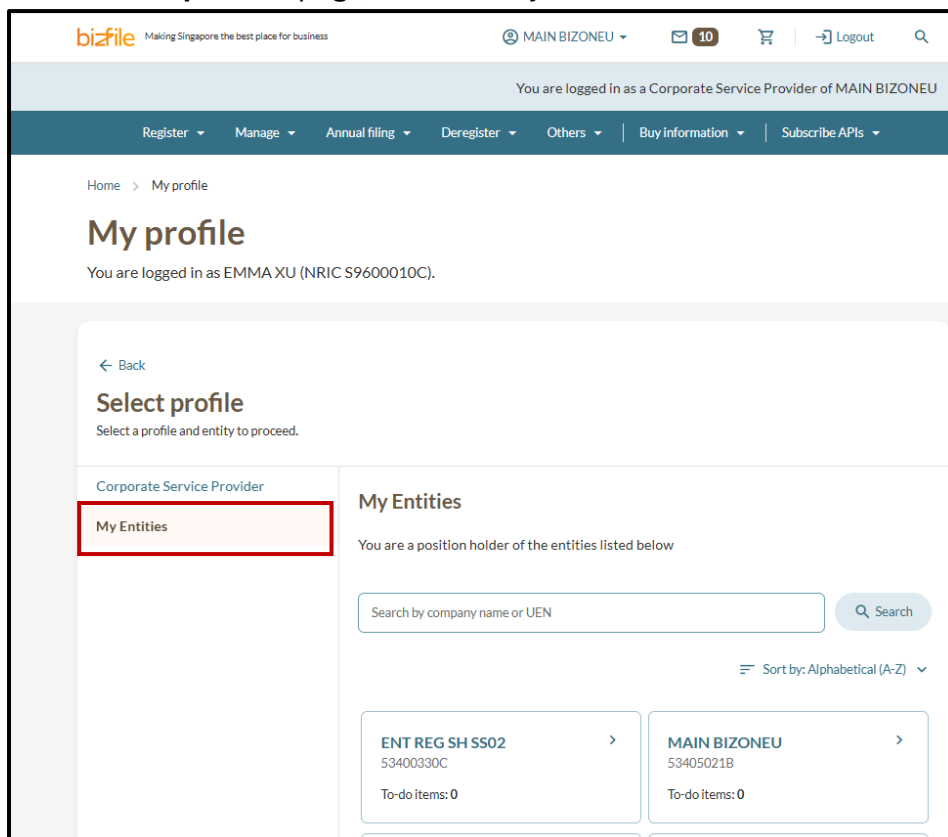 bizfile Making Singapore the best place for business MAIN BIZONEU 10 Logout
You are logged in as a Corporate Service Provider of MAIN BIZONEU
Register Manage Annual filing Deregister Others Buy information Subscribe APIs
Home > My profile
My profile
You are logged in as EMMA XU (NRIC S9600010C).
← Back
Select profile
Select a profile and entity to proceed.
Corporate Service Provider
My Entities
My Entities
You are a position holder of the entities listed below
Search by company name or UEN Search
Sort by: Alphabetical (A-Z)
ENT REG SH SS02 >
53400330C
To-do items: 0
MAIN BIZONEU >
53405021B
To-do items: 0